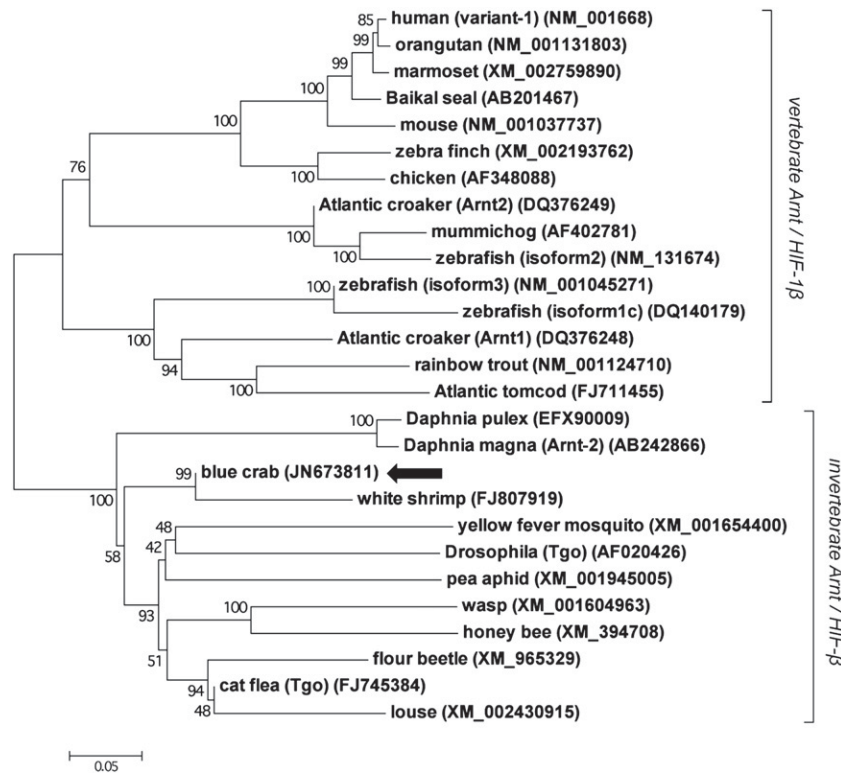 85
human (variant-1) (NM_001668)
99
orangutan (NM_001131803)
99
marmoset (XM_002759890)
100
Baikal seal (AB201467)
100
mouse (NM_001037737)
76
zebra finch (XM_002193762)
100
chicken (AF348088)
Atlantic croaker (Arnt2) (DQ376249)
100
mummichog (AF402781)
100
zebrafish (isoform2) (NM_131674)
100
zebrafish (isoform3) (NM_001045271)
zebrafish (isoform1c) (DQ140179)
100
Atlantic croaker (Arnt1) (DQ376248)
94
rainbow trout (NM_001124710)
100
Atlantic tomcod (FJ711455)
vertebrate Arnt / HIF-1β
100
Daphnia pulex (EFX90009)
Daphnia magna (Arnt-2) (AB242866)
99
blue crab (JN673811)
100
white shrimp (FJ807919)
48
yellow fever mosquito (XM_001654400)
42
58
Drosophila (Tgo) (AF020426)
pea aphid (XM_001945005)
93
100
wasp (XM_001604963)
honey bee (XM_394708)
51
flour beetle (XM_965329)
94
cat flea (Tgo) (FJ745384)
48
louse (XM_002430915)
invertebrate Arnt / HIF-β
0.05